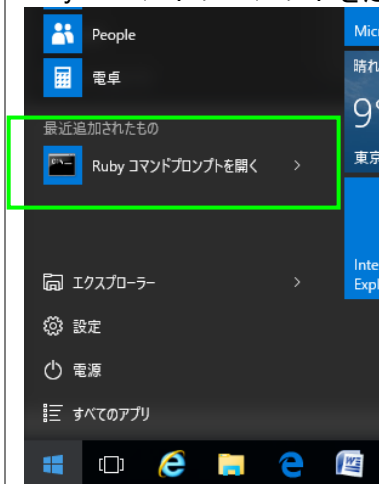 People
Mic
電卓
晴れ
9°
最近追加されたもの
東京
Ruby コマンドプロンプトを開く
Inte
Expl
エクスプローラー
設定
電源
すべてのアプリ